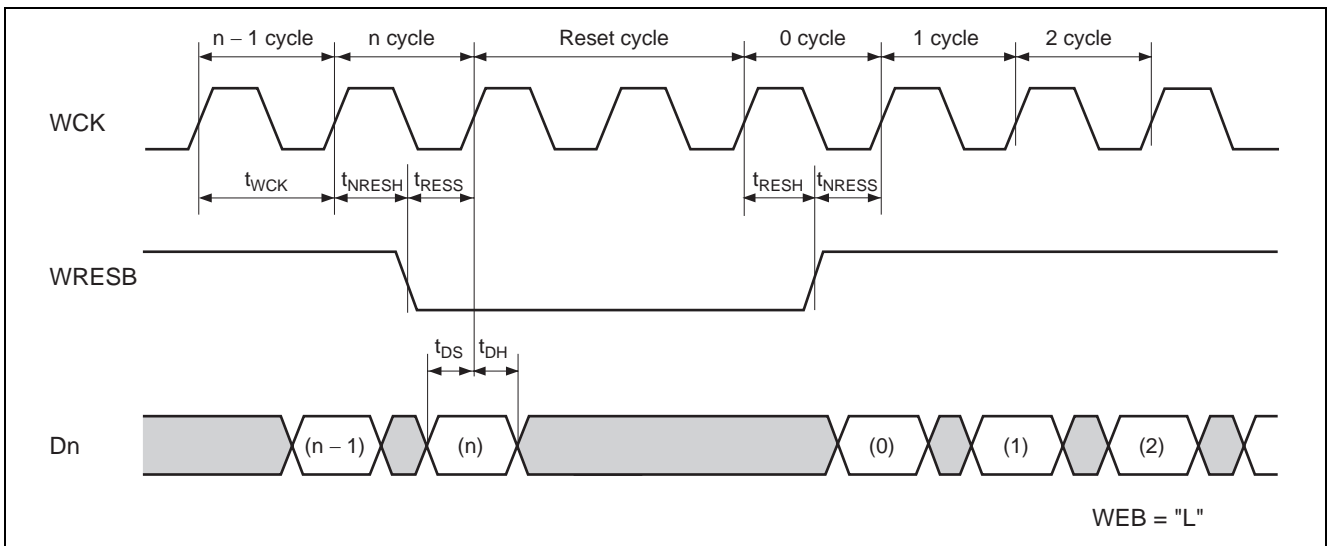 n – 1 cycle n cycle Reset cycle 0 cycle 1 cycle 2 cycle
WCK
tWCK tNRESH tRESS tRESH tNRESS
WRESB
tDS tDH
Dn (n – 1) (n) (0) (1) (2)
WEB = "L"